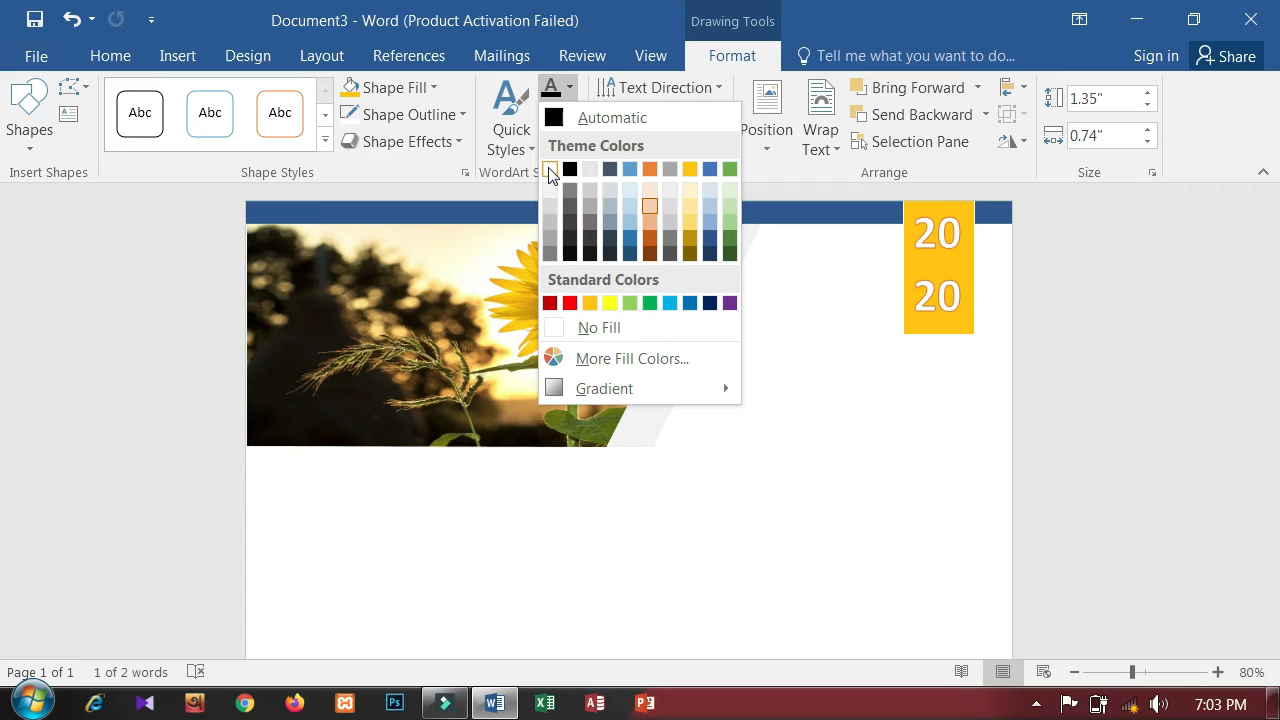 Document3 - Word (Product Activation Failed)
Drawing Tools
File
Home
Insert
Design
Layout
References
Mailings
Review
View
Format
Tell me what you want to do...
Sign in
Share
Shapes
Insert Shapes
Abc
Abc
Abc
Shape Fill
Shape Outline
Shape Effects
Shape Styles
Quick
Styles
WordArt S
A
A
Text Direction
Position
Wrap
Text
Bring Forward
Send Backward
Selection Pane
Arrange
1.35"
0.74"
Size
Automatic
Theme Colors
Standard Colors
No Fill
More Fill Colors...
Gradient
20
20
Page 1 of 1
1 of 2 words
80%
Ps
7:03 PM